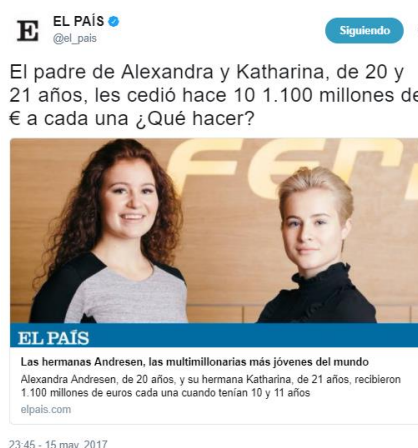 EL PAÍS
@el_pais
Siguiendo
El padre de Alexandra y Katharina, de 20 y
21 años, les cedió hace 10 1.100 millones de
€ a cada una ¿Qué hacer?
FER
EL PAÍS
Las hermanas Andresen, las multimillonarias más jóvenes del mundo
Alexandra Andresen, de 20 años, y su hermana Katharina, de 21 años, recibieron
1.100 millones de euros cada una cuando tenían 10 y 11 años
elpais.com
23:45 - 15 may. 2017